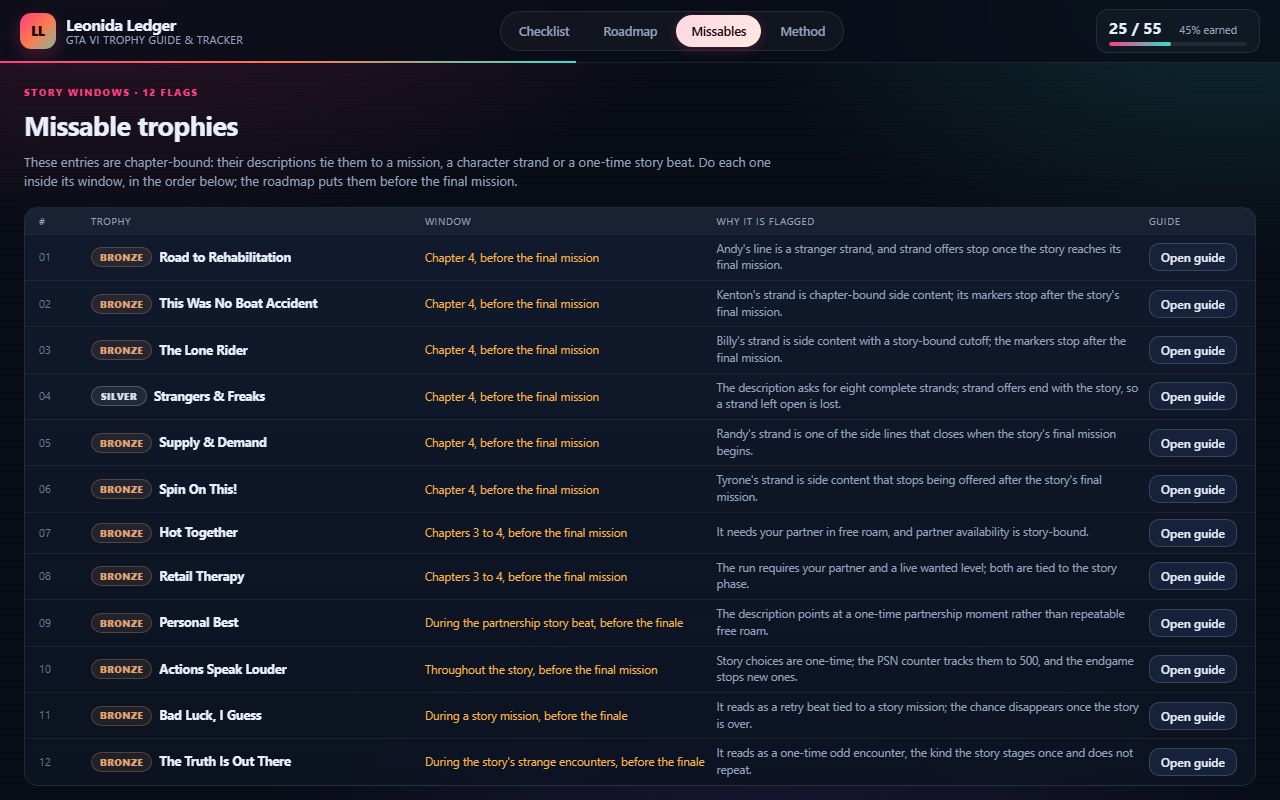 LL
Leonida Ledger
GTA VI TROPHY GUIDE & TRACKER
Checklist
Roadmap
Missables
Method
25 / 55
45% earned
STORY WINDOWS · 12 FLAGS
Missable trophies
These entries are chapter-bound: their descriptions tie them to a mission, a character strand or a one-time story beat. Do each one
inside its window, in the order below; the roadmap puts them before the final mission.
# TROPHY WINDOW WHY IT IS FLAGGED GUIDE
01 BRONZE Road to Rehabilitation Chapter 4, before the final mission
Andy's line is a stranger strand, and strand offers stop once the story reaches its
final mission.
Open guide
02 BRONZE This Was No Boat Accident Chapter 4, before the final mission
Kenton's strand is chapter-bound side content; its markers stop after the story's
final mission.
Open guide
03 BRONZE The Lone Rider Chapter 4, before the final mission
Billy's strand is side content with a story-bound cutoff; the markers stop after the
final mission.
Open guide
04 SILVER Strangers & Freaks Chapter 4, before the final mission
The description asks for eight complete strands; strand offers end with the story, so
a strand left open is lost.
Open guide
05 BRONZE Supply & Demand Chapter 4, before the final mission
Randy's strand is one of the side lines that closes when the story's final mission
begins.
Open guide
06 BRONZE Spin On This! Chapter 4, before the final mission
Tyrone's strand is side content that stops being offered after the story's final
mission.
Open guide
07 BRONZE Hot Together Chapters 3 to 4, before the final mission
It needs your partner in free roam, and partner availability is story-bound.
Open guide
08 BRONZE Retail Therapy Chapters 3 to 4, before the final mission
The run requires your partner and a live wanted level; both are tied to the story
phase.
Open guide
09 BRONZE Personal Best During the partnership story beat, before the finale
The description points at a one-time partnership moment rather than repeatable
free roam.
Open guide
10 BRONZE Actions Speak Louder Throughout the story, before the final mission
Story choices are one-time; the PSN counter tracks them to 500, and the endgame
stops new ones.
Open guide
11 BRONZE Bad Luck, I Guess During a story mission, before the finale
It reads as a retry beat tied to a story mission; the chance disappears once the story
is over.
Open guide
12 BRONZE The Truth Is Out There During the story's strange encounters, before the finale
It reads as a one-time odd encounter, the kind the story stages once and does not
repeat.
Open guide